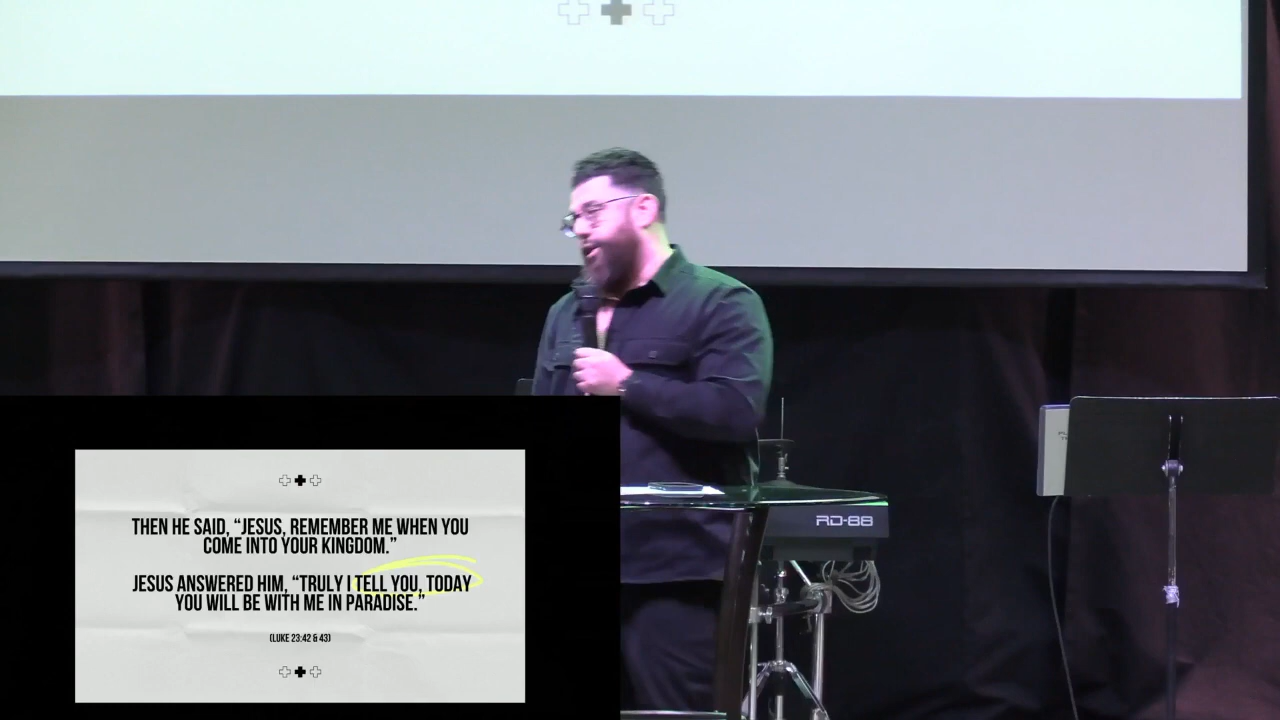 THEN HE SAID, “JESUS, REMEMBER ME WHEN YOU
COME INTO YOUR KINGDOM.”
JESUS ANSWERED HIM, “TRULY I TELL YOU, TODAY
YOU WILL BE WITH ME IN PARADISE.”
(LUKE 23:42 & 43)
RD-88